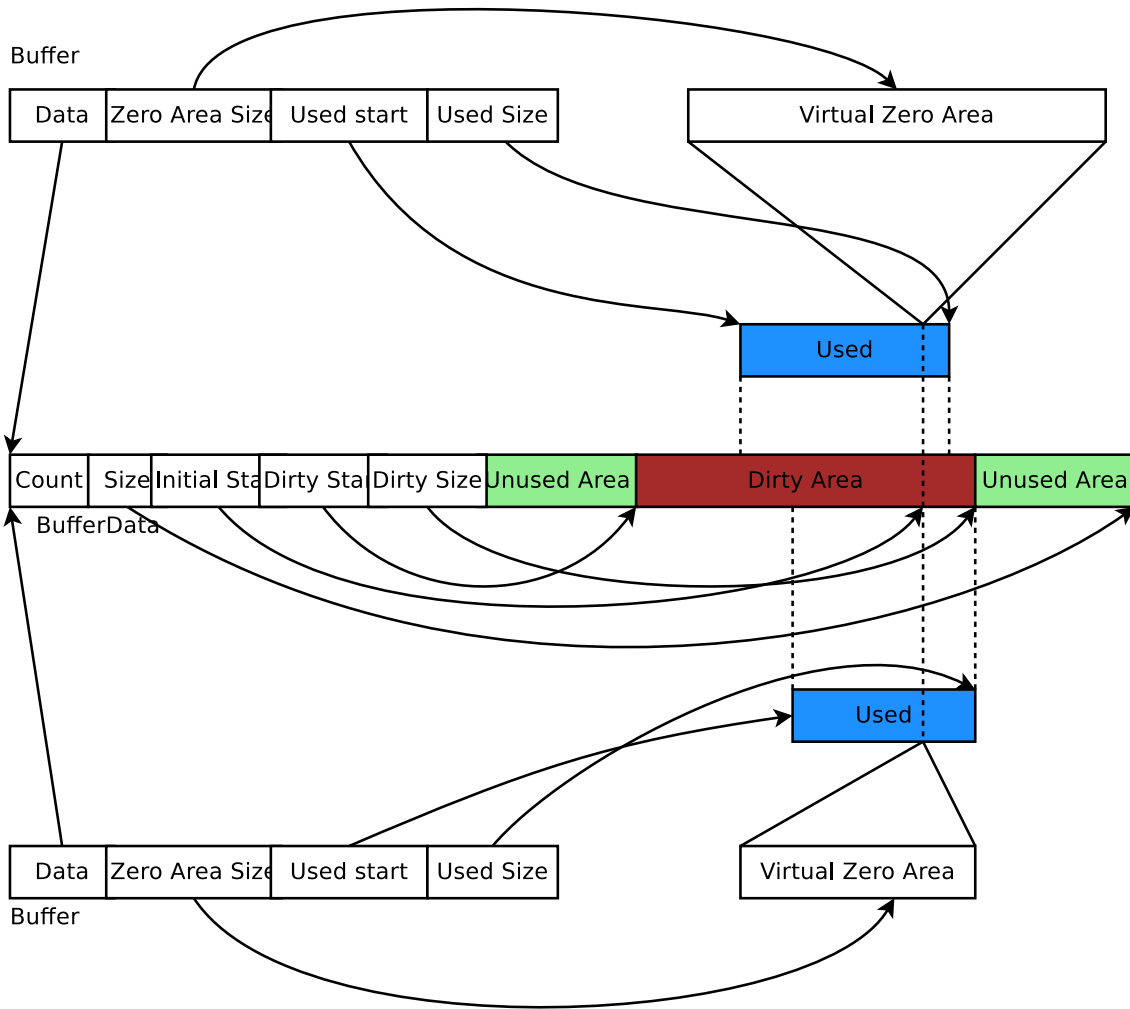 Buffer
Data Zero Area Size Used start Used Size Virtual Zero Area
Used
Count Size Initial Sta Dirty Star Dirty Size Unused Area Dirty Area Unused Area
BufferData
Used
Data Zero Area Size Used start Used Size Virtual Zero Area
Buffer